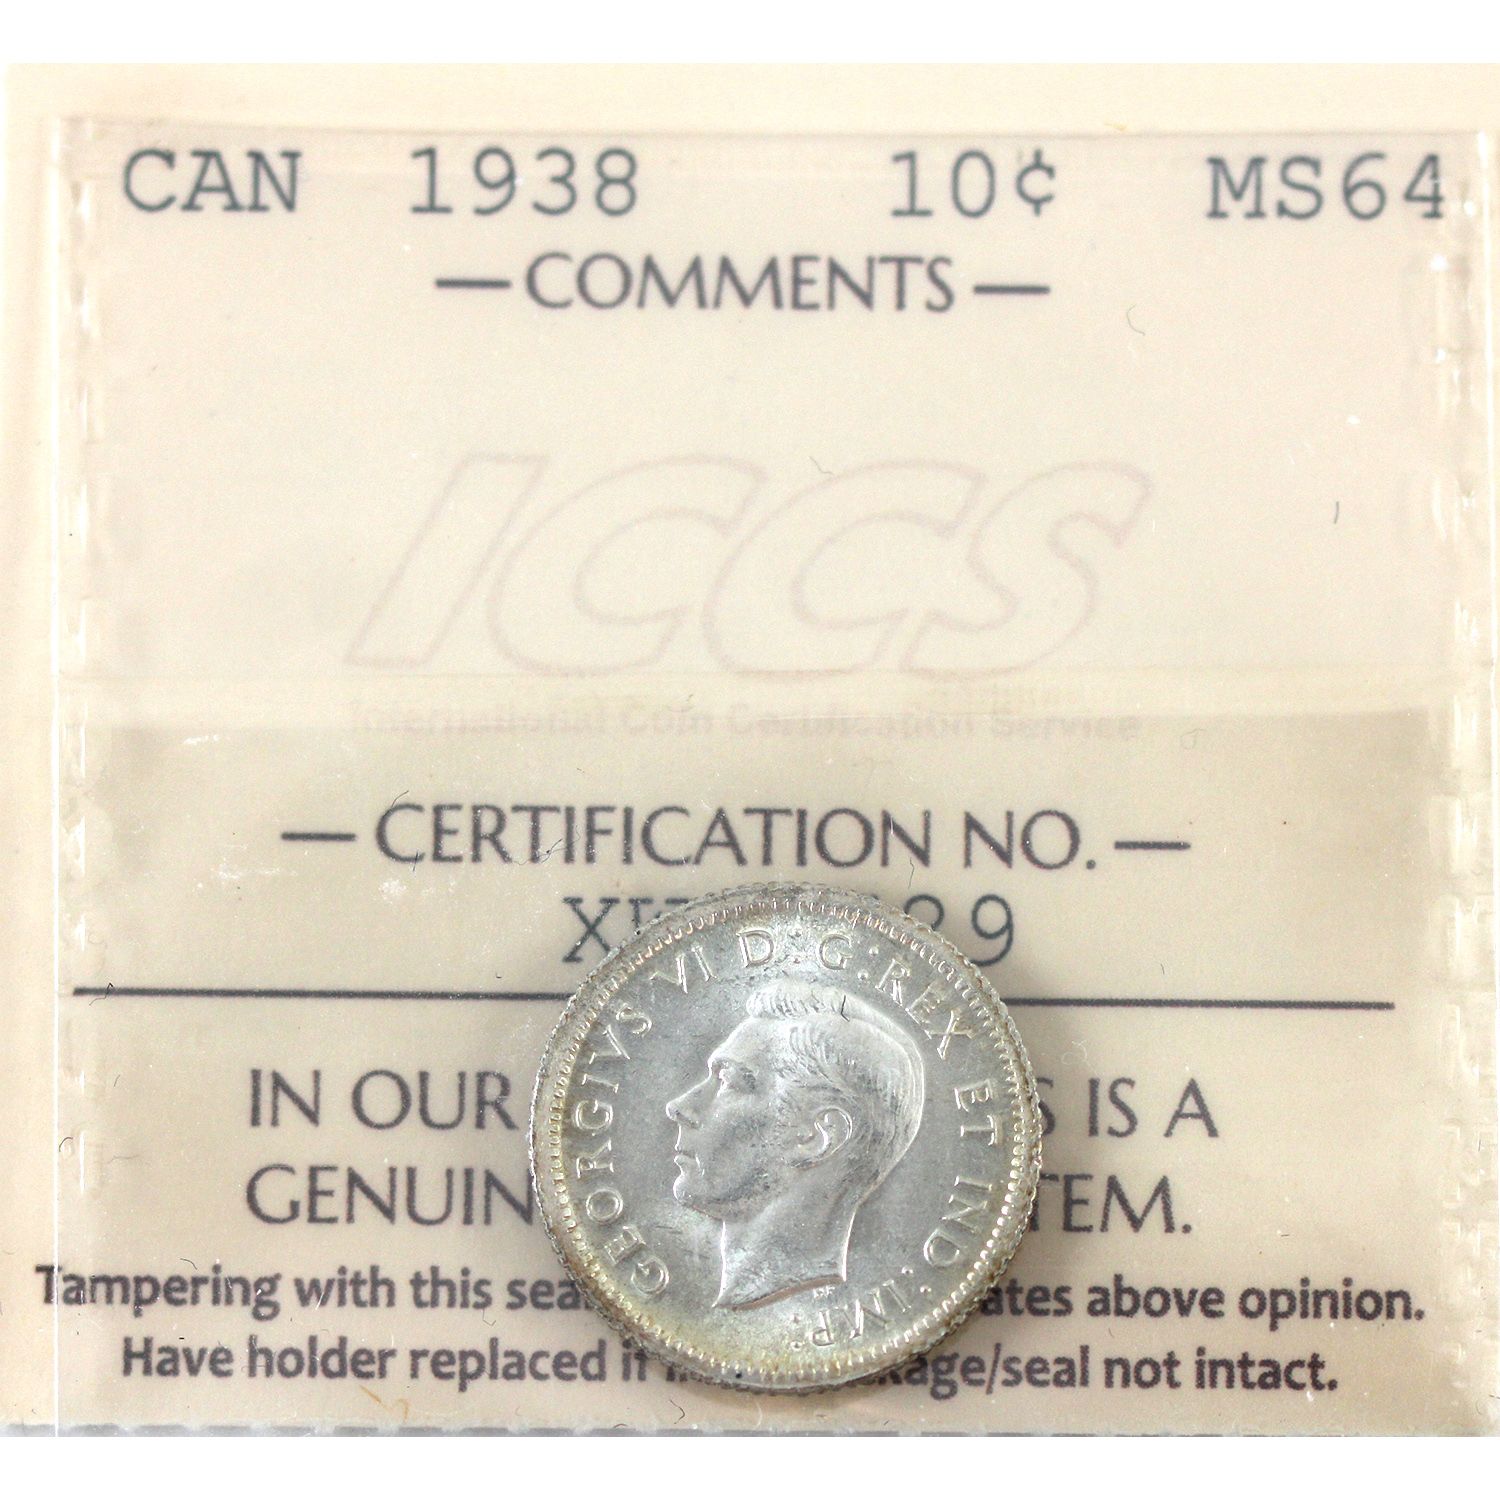 CAN 1938 10¢ MS64
— COMMENTS —
ICCS
International Coin Certification Service
— CERTIFICATION NO. —
GEORGIVS VI D: G: REX ET IND: IMP:
IN OUR IS A
GENUIN TEM.
Tampering with this sea ates above opinion.
Have holder replaced if age/seal not intact.